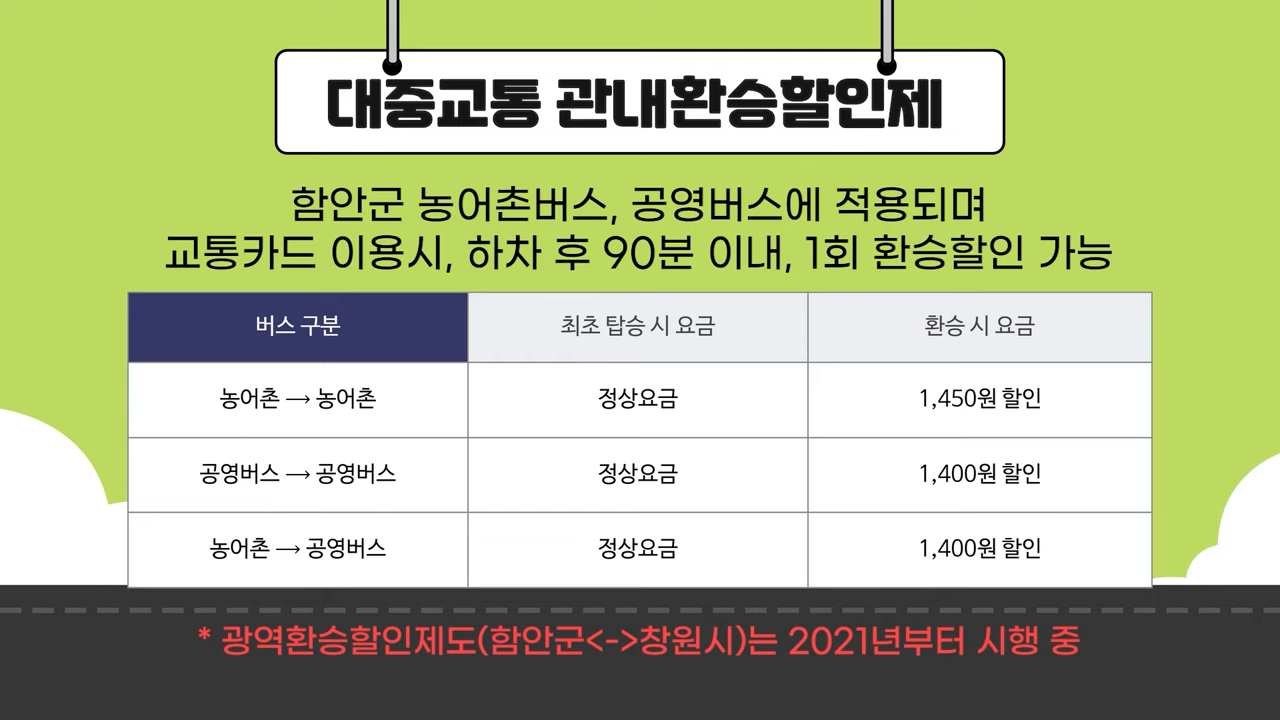 대중교통 관내환승할인제
함안군 농어촌버스, 공영버스에 적용되며
교통카드 이용시, 하차 후 90분 이내, 1회 환승할인 가능
버스 구분 최초 탑승 시 요금 환승 시 요금
농어촌 → 농어촌 정상요금 1,450원 할인
공영버스 → 공영버스 정상요금 1,400원 할인
농어촌 → 공영버스 정상요금 1,400원 할인
* 광역환승할인제도(함안군<->창원시)는 2021년부터 시행 중